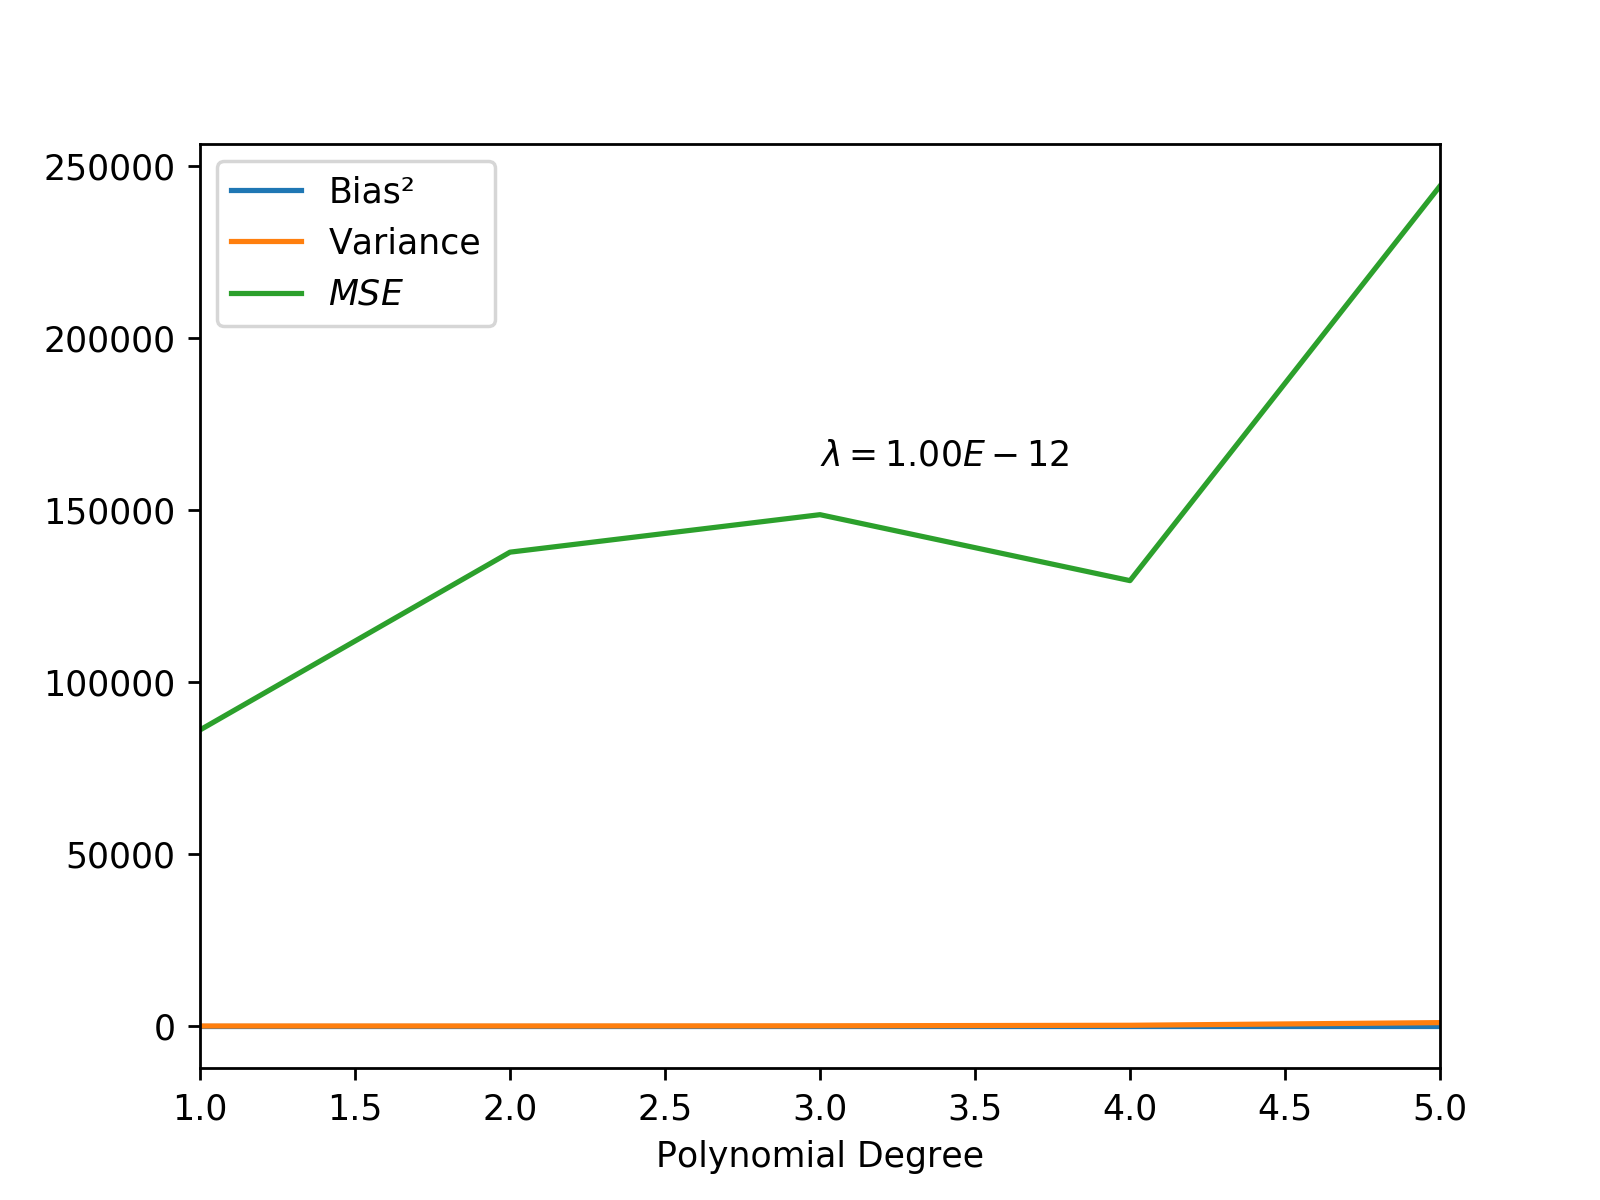 250000
200000
150000
100000
50000
0
Bias²
Variance
MSE
λ = 1.00E − 12
1.0 1.5 2.0 2.5 3.0 3.5 4.0 4.5 5.0
Polynomial Degree